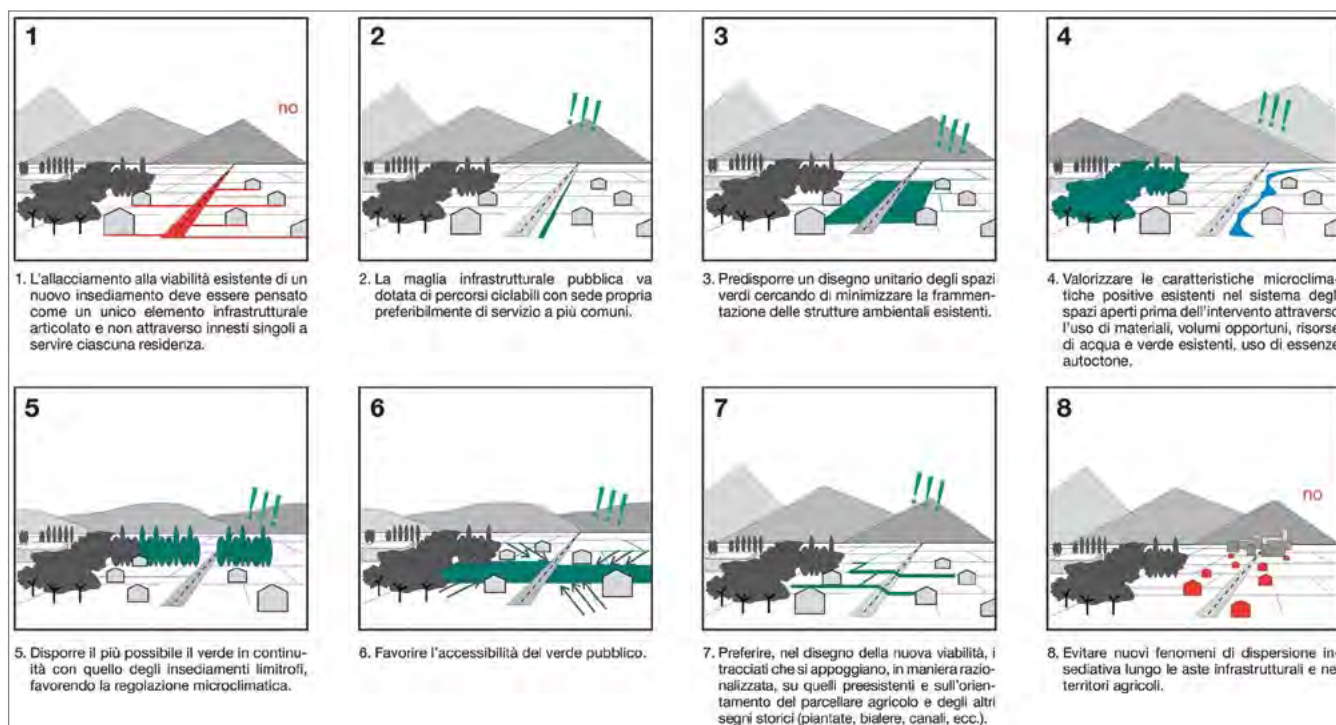 1
no
1. L'allacciamento alla viabilità esistente di un
nuovo insediamento deve essere pensato
come un unico elemento infrastrutturale
articolato e non attraverso innesti singoli a
servire ciascuna residenza.
2
!!!
2. La maglia infrastrutturale pubblica va
dotata di percorsi ciclabili con sede propria
preferibilmente di servizio a più comuni.
3
!!!
3. Predisporre un disegno unitario degli spazi
verdi cercando di minimizzare la frammen-
tazione delle strutture ambientali esistenti.
4
!!!
4. Valorizzare le caratteristiche microclima-
tiche positive esistenti nel sistema degli
spazi aperti prima dell'intervento attraverso
l'uso di materiali, volumi opportuni, risorse
di acqua e verde esistenti, uso di essenze
autoctone.
5
!!!
5. Disporre il più possibile il verde in continu-
ità con quello degli insediamenti limitrofi,
favorendo la regolazione microclimatica.
6
!!!
6. Favorire l'accessibilità del verde pubblico.
7
!!!
7. Preferire, nel disegno della nuova viabilità, i
tracciati che si appoggiano, in maniera razio-
nalizzata, su quelli preesistenti e sull'orien-
tamento del parcellare agricolo e degli altri
segni storici (piantate, bialere, canali, ecc.).
8
no
8. Evitare nuovi fenomeni di dispersione in-
sediativa lungo le aste infrastrutturali e nei
territori agricoli.